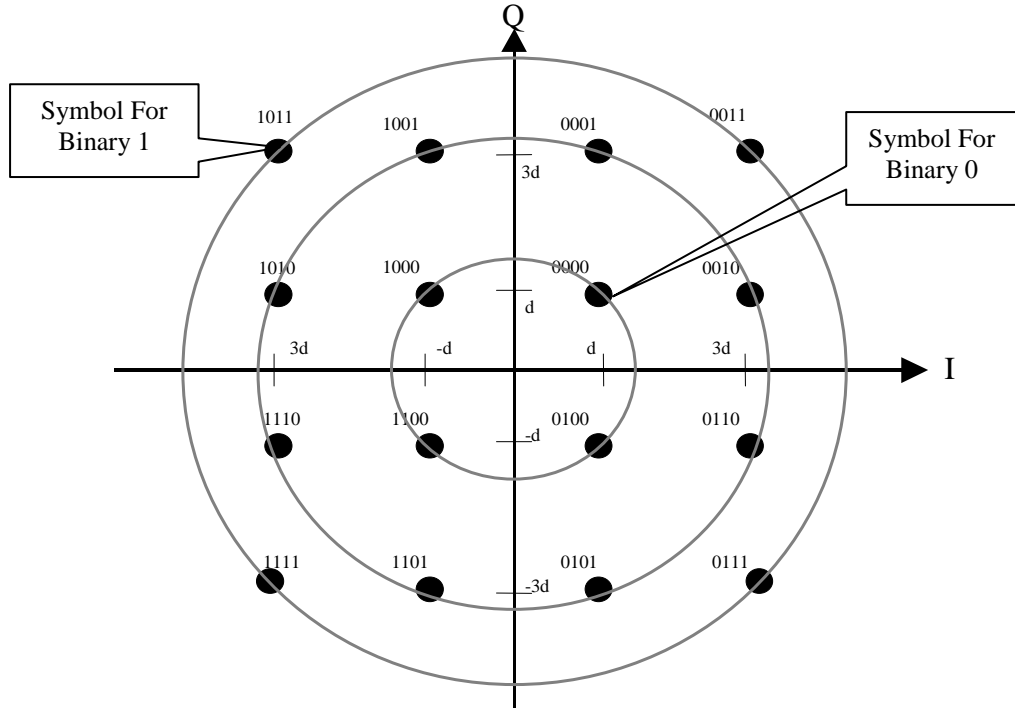 Q
Symbol For
Binary 1
1011
1001
0001
0011
Symbol For
Binary 0
3d
1010
1000
0000
0010
d
3d
-d
d
3d
I
1110
1100
0100
0110
-d
1111
1101
0101
0111
-3d